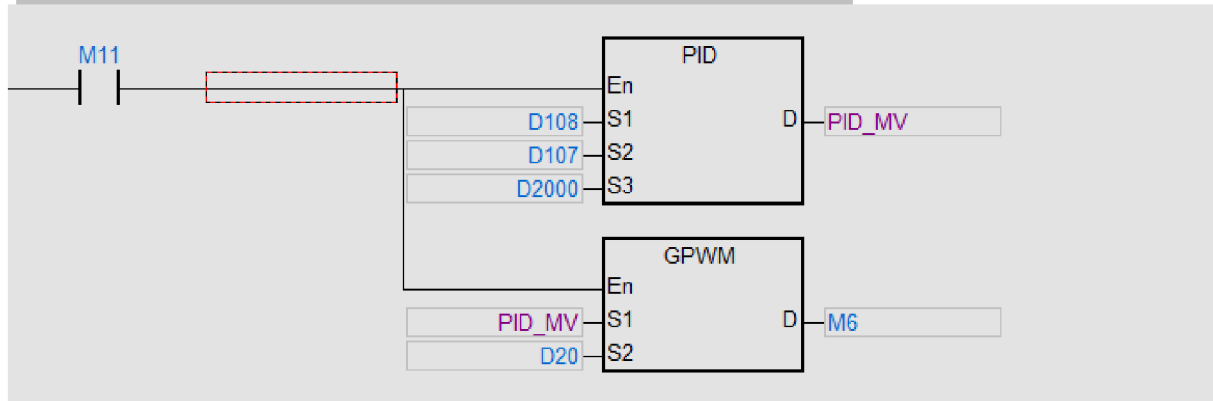 M11
PID
En
D108 S1 D PID_MV
D107 S2
D2000 S3
GPWM
En
PID_MV S1 D M6
D20 S2